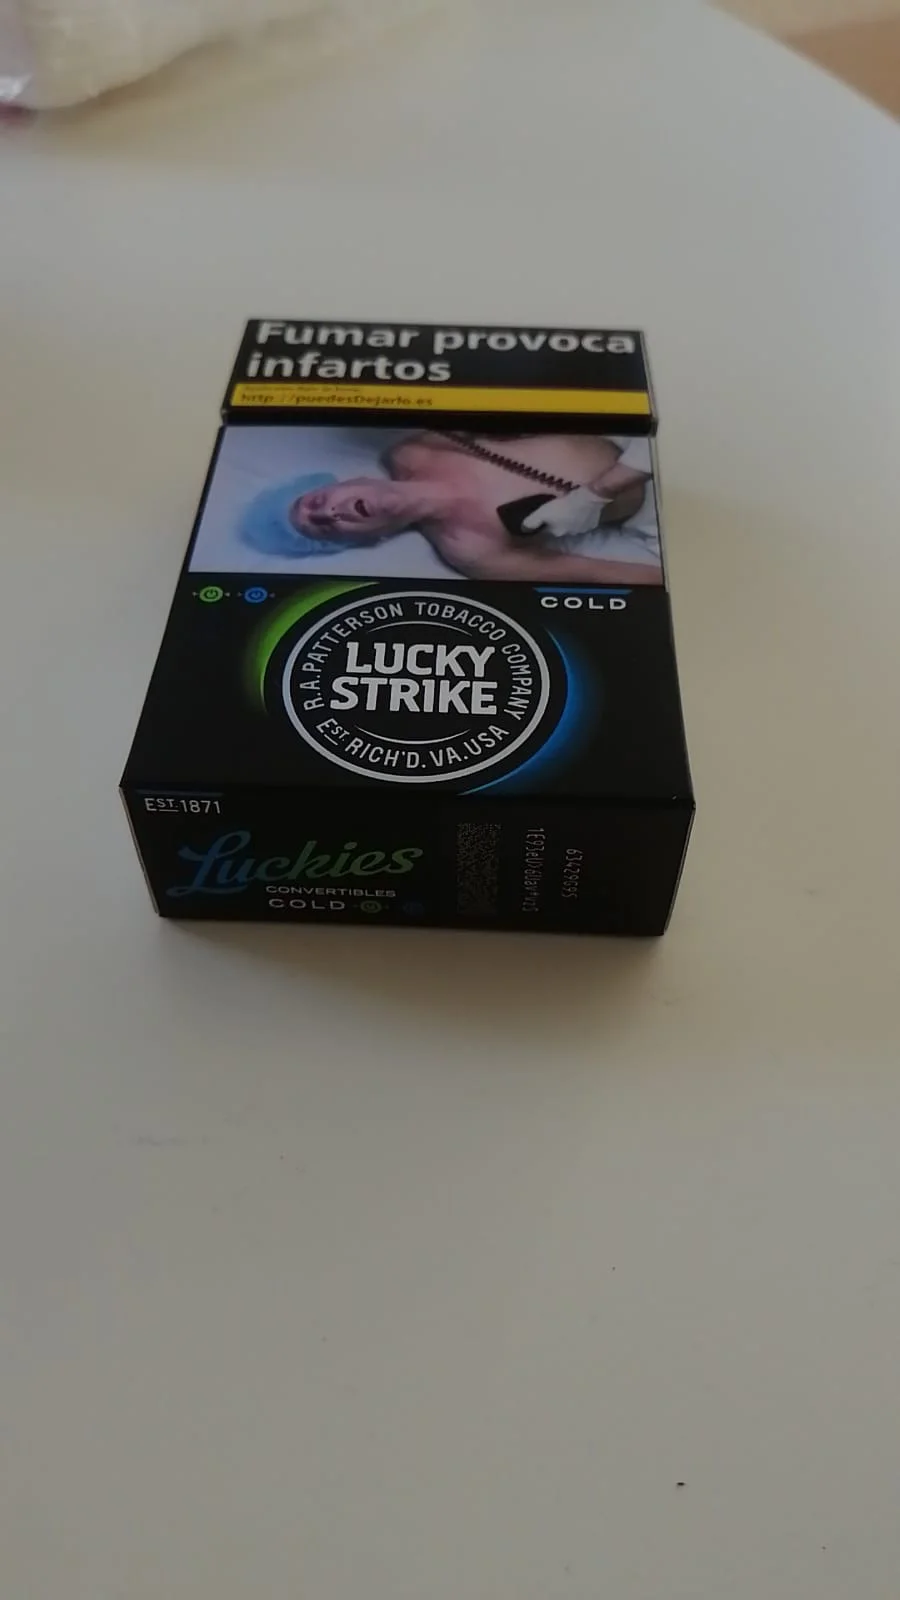 Fumar provoca
infartos
http://puedesDejarlo.es
COLD
R.A.PATTERSON TOBACCO COMPANY
LUCKY
STRIKE
EST. RICH'D. VA. USA
EST. 1871
Luckies
CONVERTIBLES
COLD
63429G95